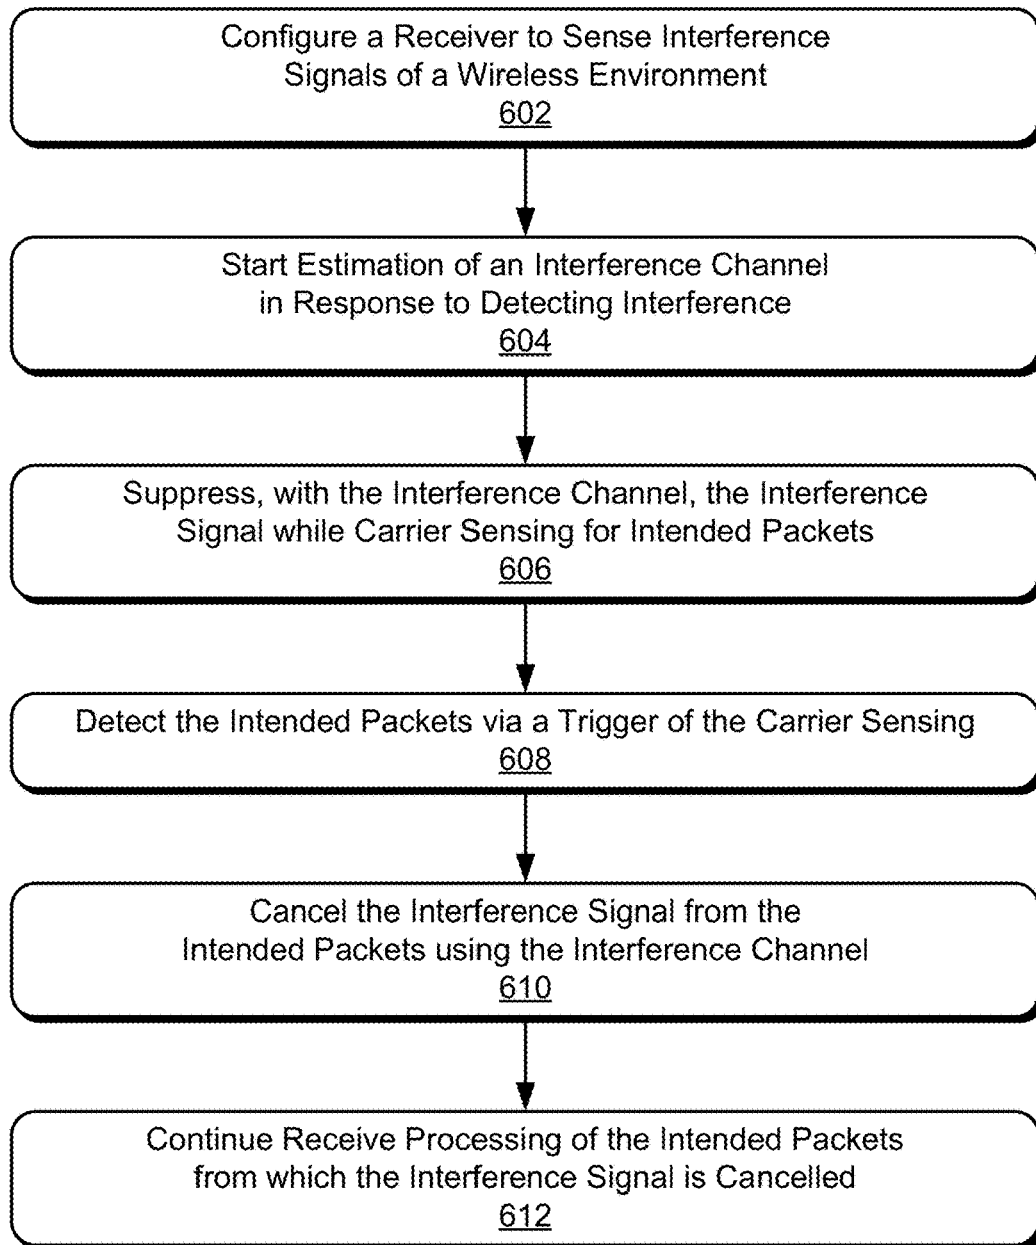 Configure a Receiver to Sense Interference
Signals of a Wireless Environment
602
Start Estimation of an Interference Channel
in Response to Detecting Interference
604
Suppress, with the Interference Channel, the Interference
Signal while Carrier Sensing for Intended Packets
606
Detect the Intended Packets via a Trigger of the Carrier Sensing
608
Cancel the Interference Signal from the
Intended Packets using the Interference Channel
610
Continue Receive Processing of the Intended Packets
from which the Interference Signal is Cancelled
612